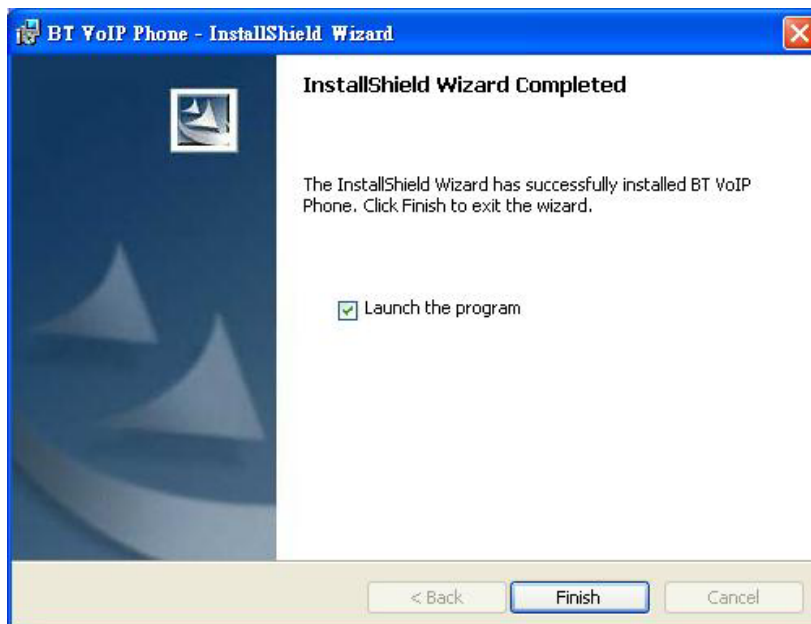 BT VoIP Phone - InstallShield Wizard
InstallShield Wizard Completed
The InstallShield Wizard has successfully installed BT VoIP
Phone. Click Finish to exit the wizard.
Launch the program
< Back
Finish
Cancel